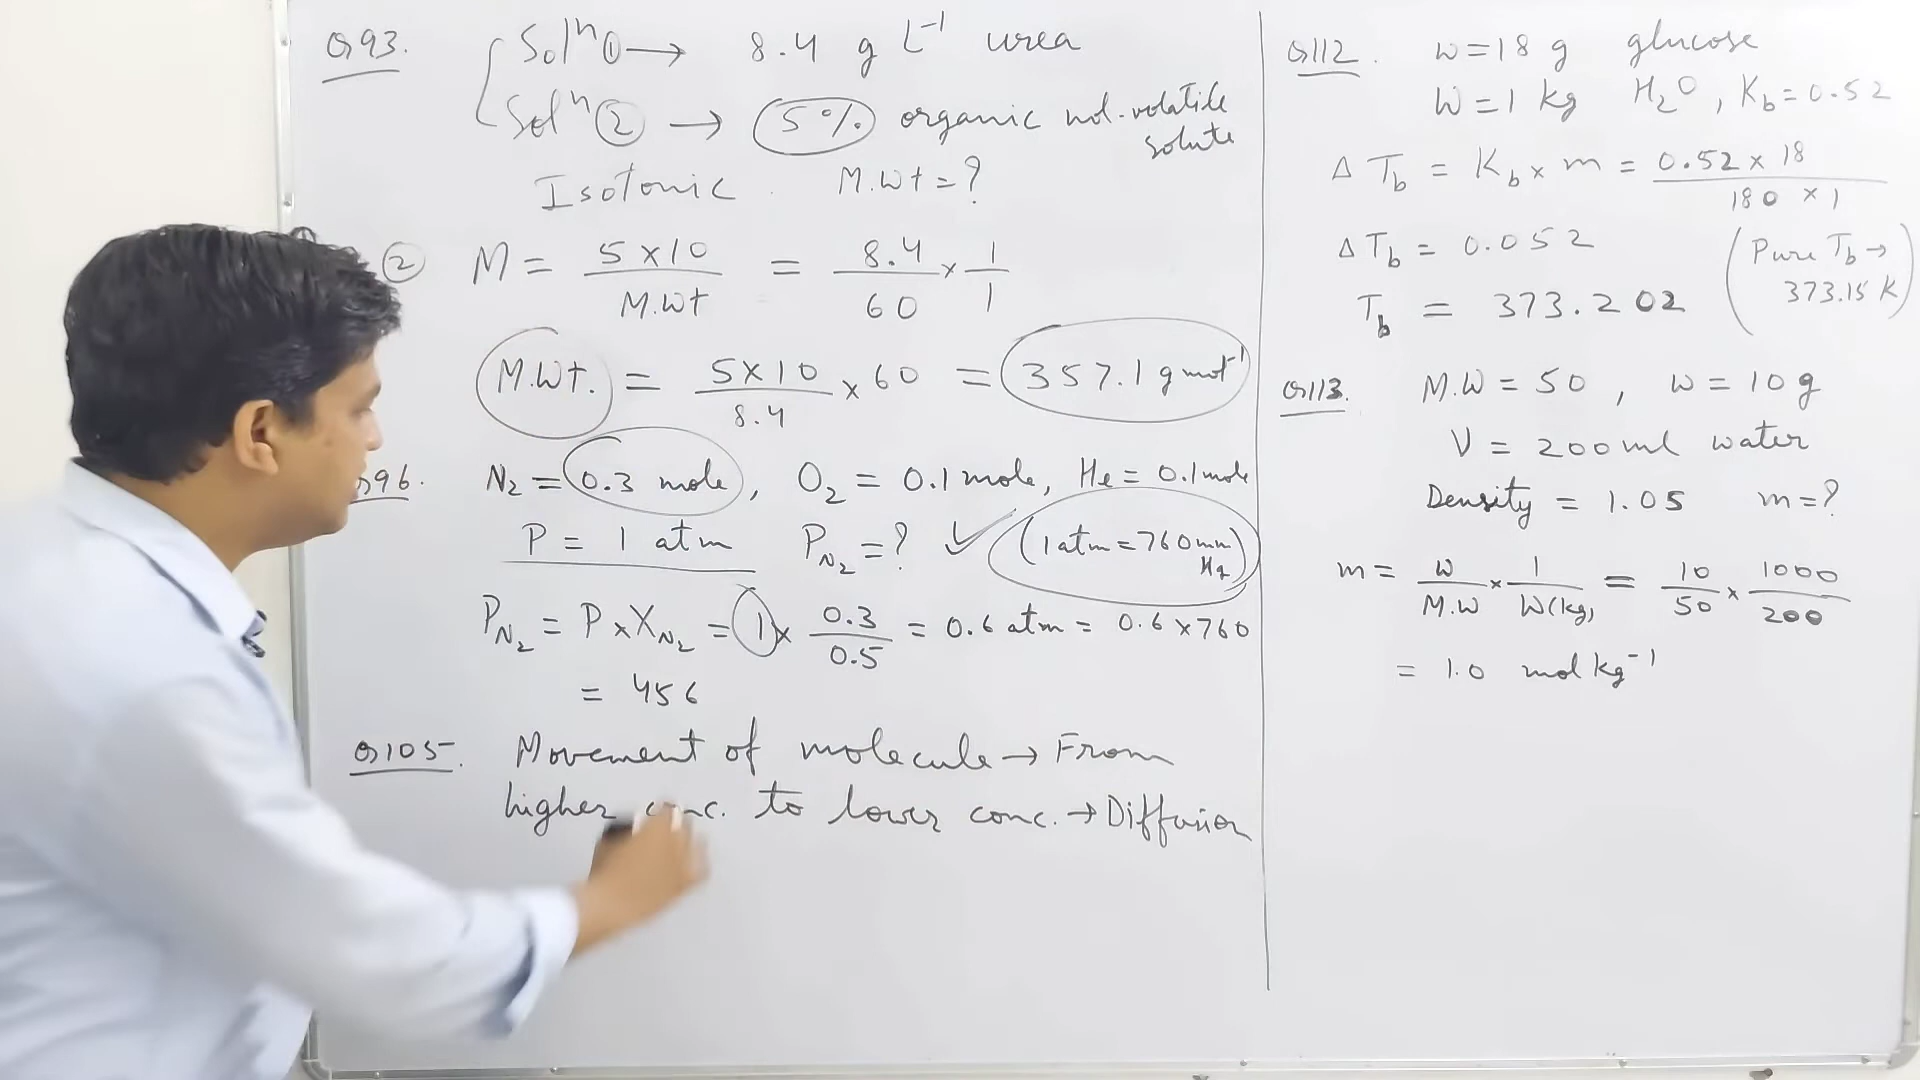 Q93. Solⁿ ① → 8.4 g L⁻¹ urea
Solⁿ ② → 5% organic nol-volatile solute
Isotonic . M.wt = ?
② M = 5 × 10 / M.Wt = 8.4 / 60 × 1 / 1
M.Wt. = 5 × 10 / 8.4 × 60 = 357.1 g mol⁻¹
Q96. N₂ = 0.3 mole, O₂ = 0.1 mole, He = 0.1 mole
P = 1 atm P_N₂ = ? ✓ (1 atm = 760 mm Hg)
P_N₂ = P × X_N₂ = 1 × 0.3 / 0.5 = 0.6 atm = 0.6 × 760
= 456
Q105. Movement of molecule → From
higher conc. to lower conc. → Diffusion
Q112. w = 18 g glucose
W = 1 kg H₂O, K_b = 0.52
Δ T_b = K_b × m = 0.52 × 18 / 180 × 1
Δ T_b = 0.052 (Pure T_b → 373.15 K)
T_b = 373.202
Q113. M.W = 50, w = 10 g
V = 200 ml water
Density = 1.05 m = ?
m = w / M.W × 1 / W(kg) = 10 / 50 × 1000 / 200
= 1.0 mol kg⁻¹